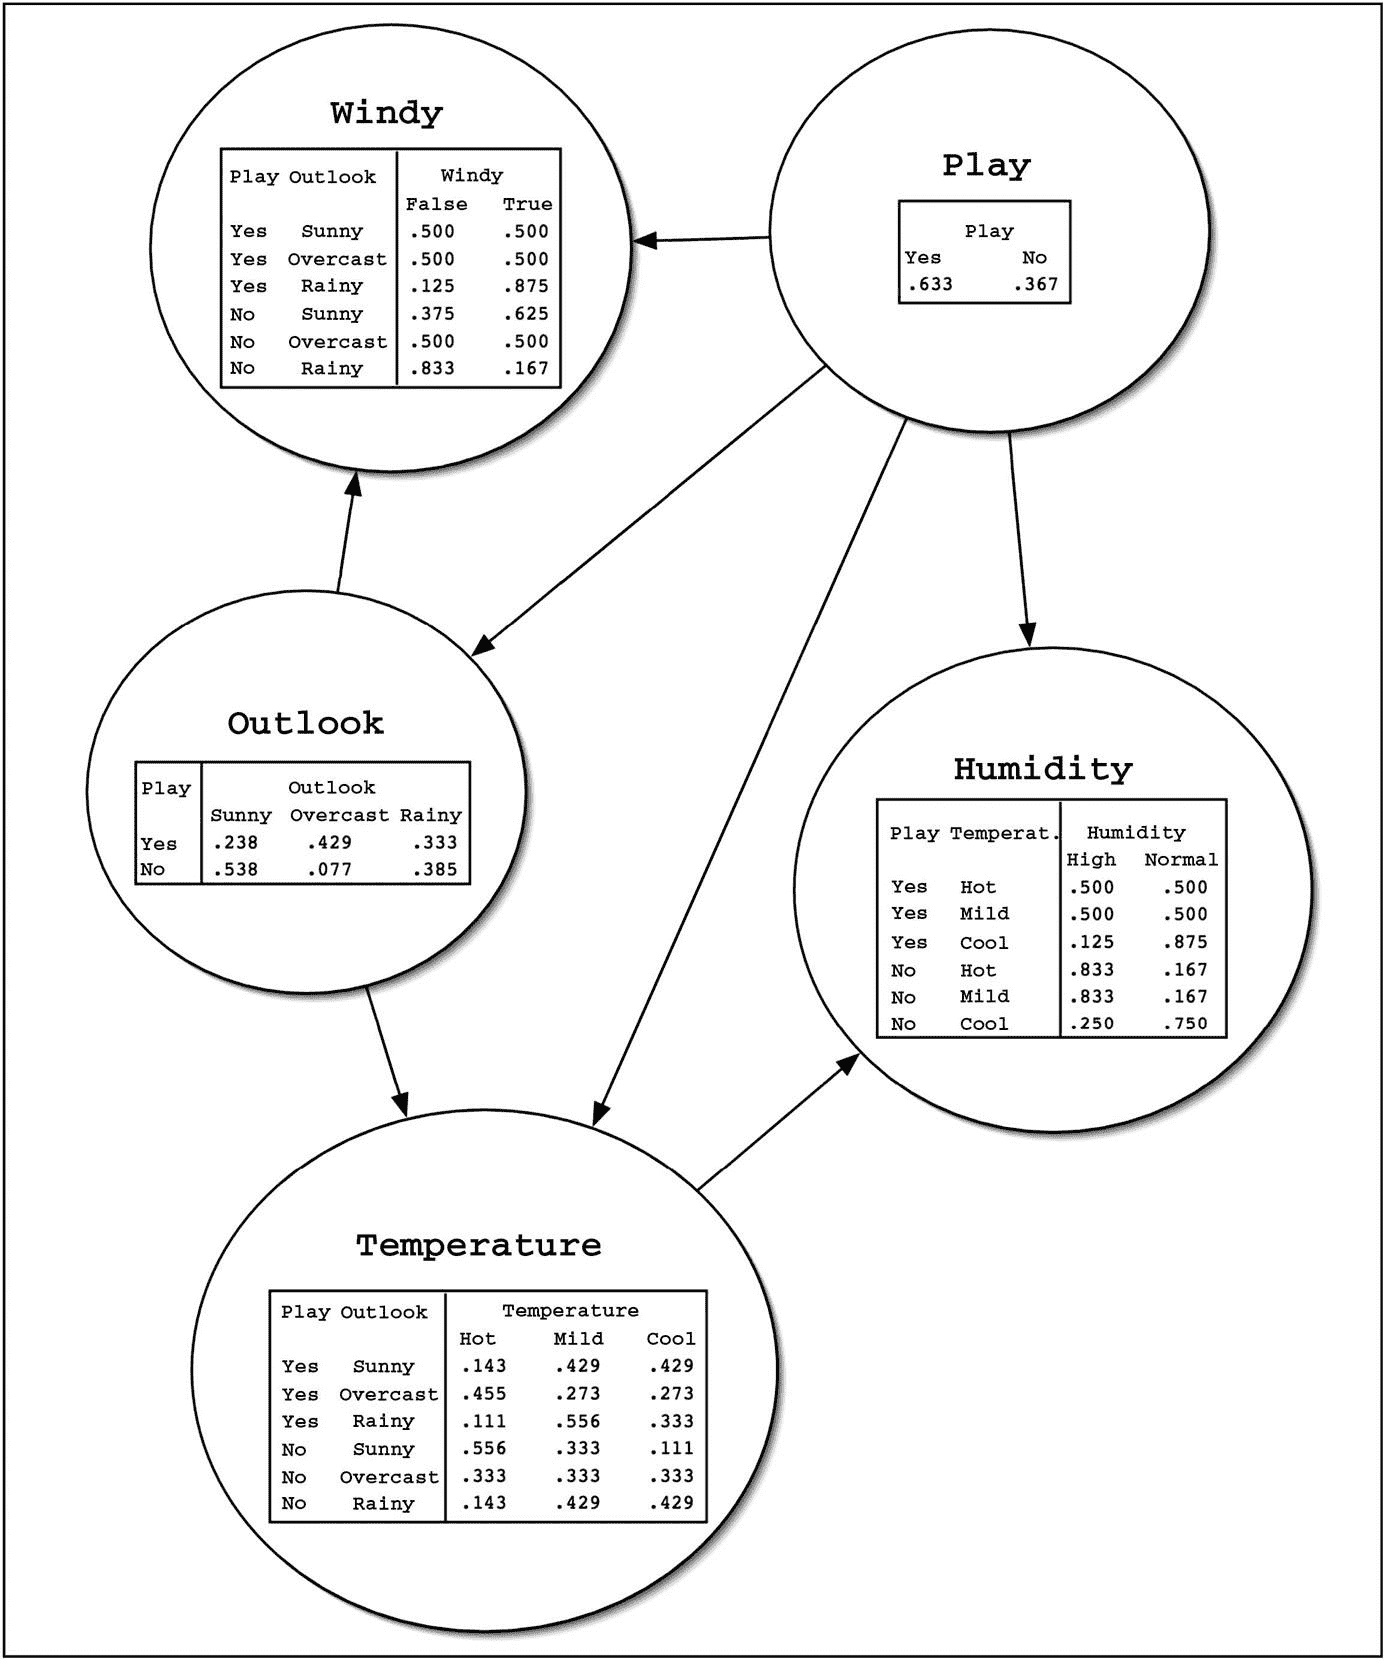 Windy
Play Outlook Windy
False True
Yes Sunny .500 .500
Yes Overcast .500 .500
Yes Rainy .125 .875
No Sunny .375 .625
No Overcast .500 .500
No Rainy .833 .167
Play
Play
Yes No
.633 .367
Outlook
Play Outlook
Sunny Overcast Rainy
Yes .238 .429 .333
No .538 .077 .385
Humidity
Play Temperat. Humidity
High Normal
Yes Hot .500 .500
Yes Mild .500 .500
Yes Cool .125 .875
No Hot .833 .167
No Mild .833 .167
No Cool .250 .750
Temperature
Play Outlook Temperature
Hot Mild Cool
Yes Sunny .143 .429 .429
Yes Overcast .455 .273 .273
Yes Rainy .111 .556 .333
No Sunny .556 .333 .111
No Overcast .333 .333 .333
No Rainy .143 .429 .429